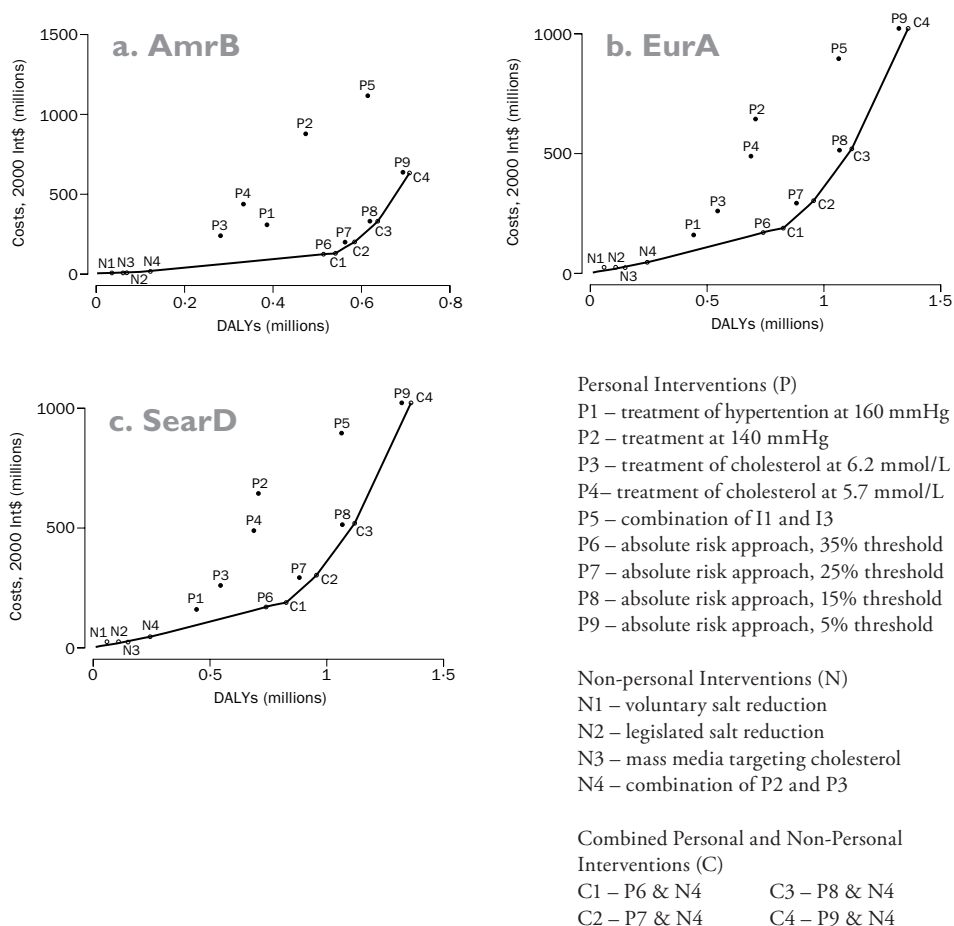 a. AmrB
Costs, 2000 Int$ (millions)
1500
1000
500
0
P5
P2
P9
C4
P4
P1
P3
P8
C3
P7
C2
P6
C1
N1 N3 N4
N2
0 0·2 0·4 0·6 0·8
DALYs (millions)
b. EurA
Costs, 2000 Int$ (millions)
1000
500
0
P9 C4
P5
P2
P4
P8
C3
P3
P7
C2
P1
P6
C1
N1 N2 N4
N3
0 0·5 1 1·5
DALYs (millions)
c. SearD
Costs, 2000 Int$ (millions)
1000
500
0
P9 C4
P5
P2
P4
P8
C3
P3
P7
C2
P1
P6
C1
N1 N2 N4
N3
0 0·5 1 1·5
DALYs (millions)
Personal Interventions (P)
P1 – treatment of hypertention at 160 mmHg
P2 – treatment at 140 mmHg
P3 – treatment of cholesterol at 6.2 mmol/L
P4– treatment of cholesterol at 5.7 mmol/L
P5 – combination of I1 and I3
P6 – absolute risk approach, 35% threshold
P7 – absolute risk approach, 25% threshold
P8 – absolute risk approach, 15% threshold
P9 – absolute risk approach, 5% threshold
Non-personal Interventions (N)
N1 – voluntary salt reduction
N2 – legislated salt reduction
N3 – mass media targeting cholesterol
N4 – combination of P2 and P3
Combined Personal and Non-Personal
Interventions (C)
C1 – P6 & N4 C3 – P8 & N4
C2 – P7 & N4 C4 – P9 & N4